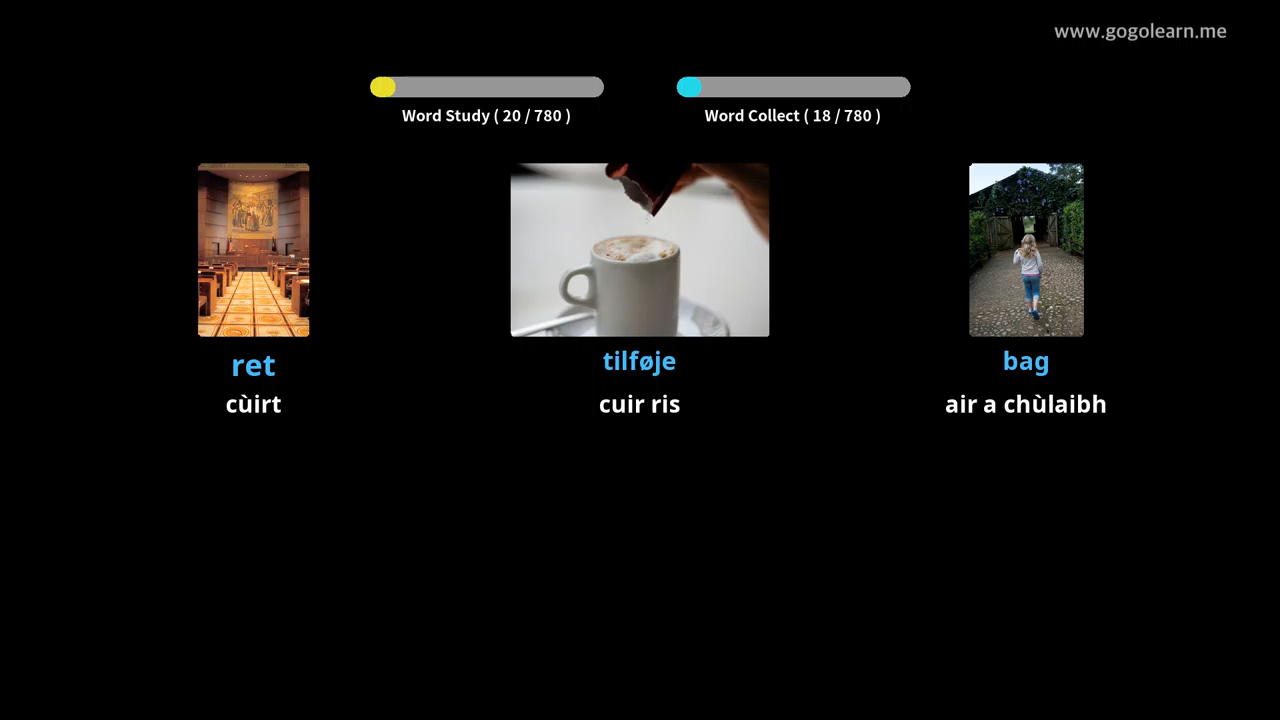 www.gogolearn.me
Word Study ( 20 / 780 )
Word Collect ( 18 / 780 )
ret
tilføje
bag
cùirt
cuir ris
air a chùlaibh